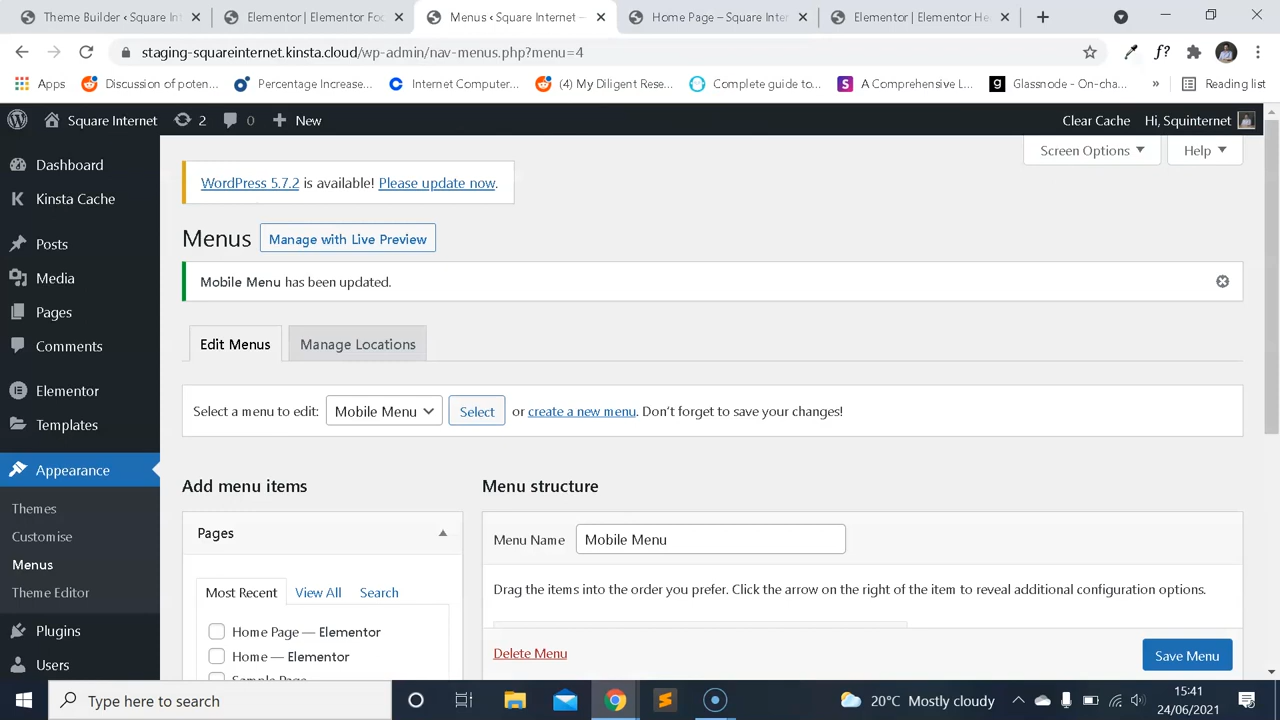 Theme Builder ‹ Square In
Elementor | Elementor Foo
Menus ‹ Square Internet —
Home Page – Square Intern
Elementor | Elementor He
staging-squareinternet.kinsta.cloud/wp-admin/nav-menus.php?menu=4
f?
Apps
Discussion of poten...
Percentage Increase...
Internet Computer...
(4) My Diligent Rese...
Complete guide to...
A Comprehensive L...
Glassnode - On-cha...
»
Reading list
Square Internet
2
0
New
Clear Cache
Hi, Squinternet
Screen Options
Help
Dashboard
Kinsta Cache
Posts
Media
Pages
Comments
Elementor
Templates
Appearance
Themes
Customise
Menus
Theme Editor
Plugins
Users
WordPress 5.7.2 is available! Please update now.
Menus
Manage with Live Preview
Mobile Menu has been updated.
Edit Menus
Manage Locations
Select a menu to edit:
Mobile Menu
Select
or create a new menu. Don’t forget to save your changes!
Add menu items
Pages
Most Recent
View All
Search
Home Page — Elementor
Home — Elementor
Sample Page
Menu structure
Menu Name
Mobile Menu
Drag the items into the order you prefer. Click the arrow on the right of the item to reveal additional configuration options.
Delete Menu
Save Menu
Type here to search
20°C Mostly cloudy
15:41
24/06/2021